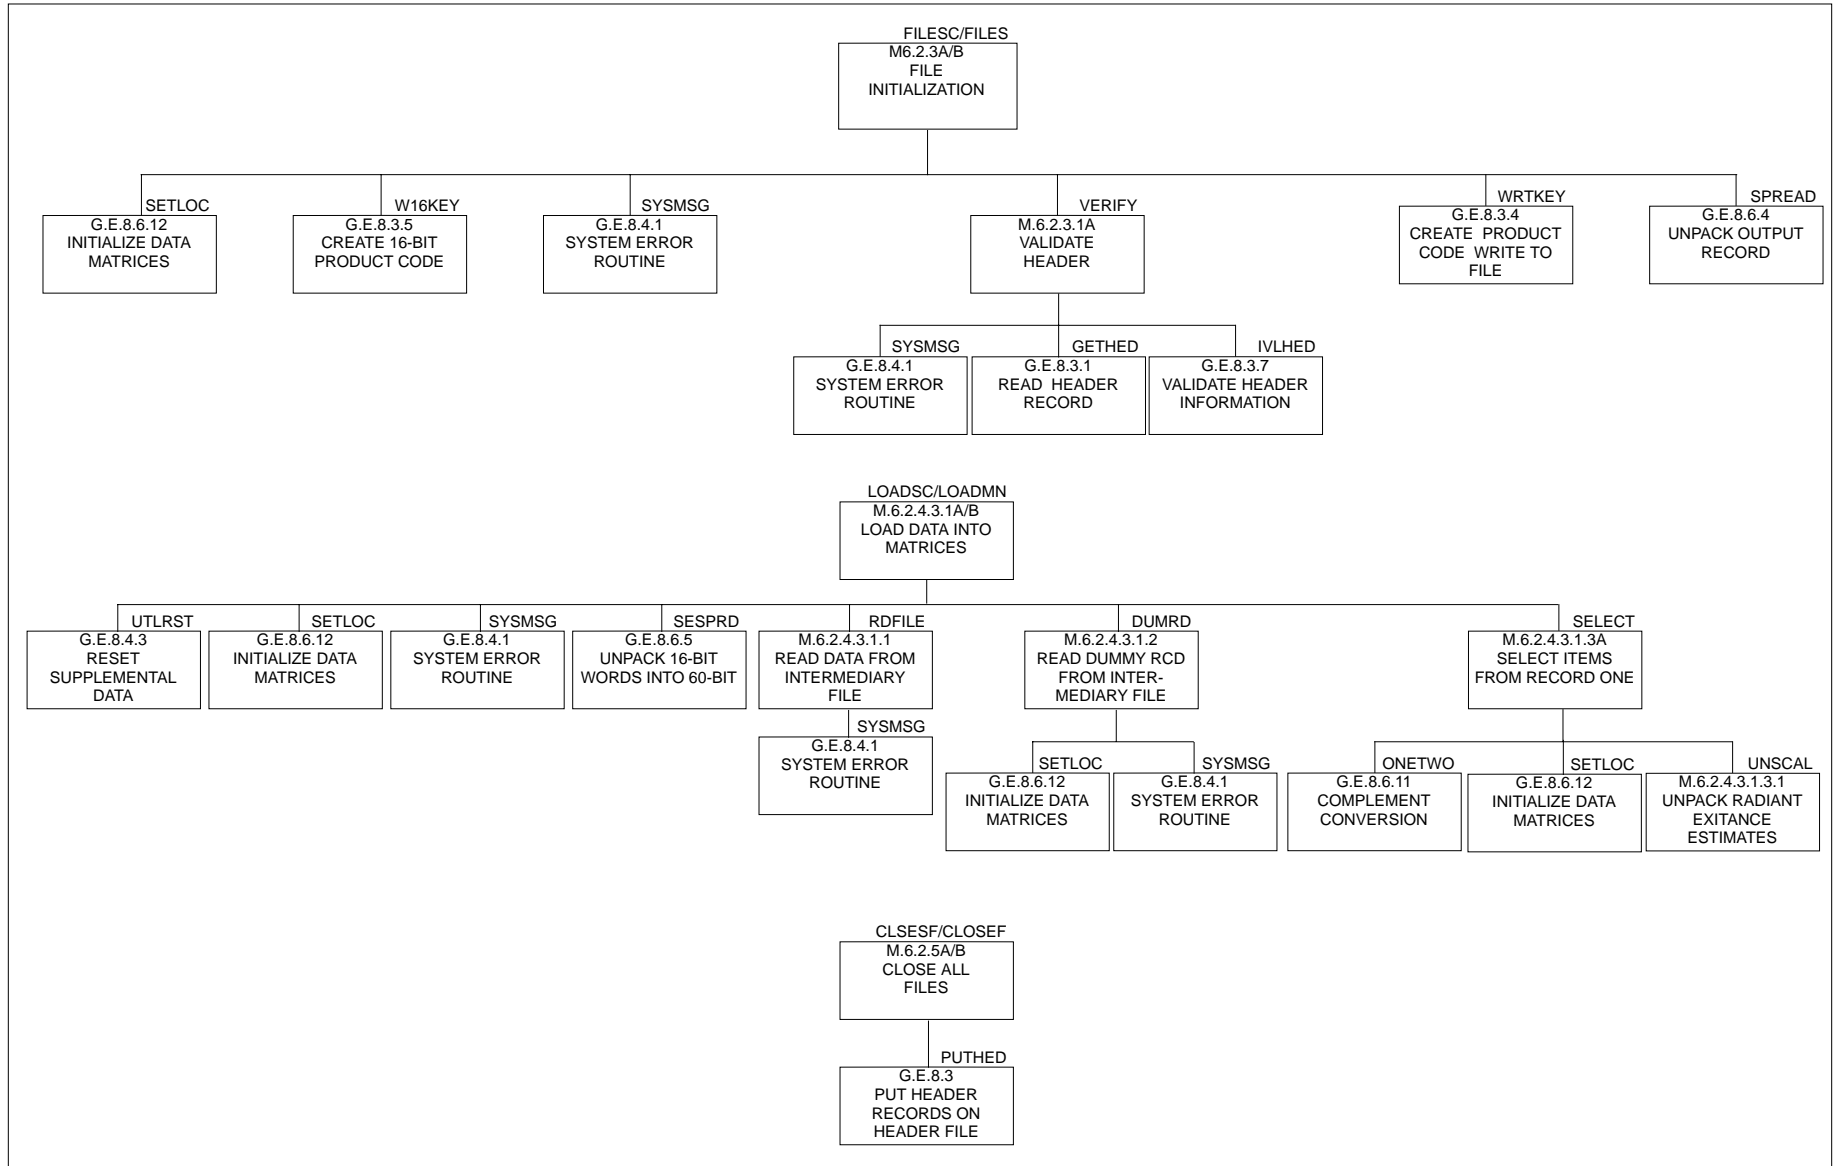 FILESC/FILES
M6.2.3A/B
FILE
INITIALIZATION
SETLOC
G.E.8.6.12
INITIALIZE DATA
MATRICES
W16KEY
G.E.8.3.5
CREATE 16-BIT
PRODUCT CODE
SYSMSG
G.E.8.4.1
SYSTEM ERROR
ROUTINE
VERIFY
M.6.2.3.1A
VALIDATE
HEADER
WRTKEY
G.E.8.3.4
CREATE PRODUCT
CODE WRITE TO
FILE
SPREAD
G.E.8.6.4
UNPACK OUTPUT
RECORD
SYSMSG
G.E.8.4.1
SYSTEM ERROR
ROUTINE
GETHED
G.E.8.3.1
READ HEADER
RECORD
IVLHED
G.E.8.3.7
VALIDATE HEADER
INFORMATION
LOADSC/LOADMN
M.6.2.4.3.1A/B
LOAD DATA INTO
MATRICES
UTLRST
G.E.8.4.3
RESET
SUPPLEMENTAL
DATA
SETLOC
G.E.8.6.12
INITIALIZE DATA
MATRICES
SYSMSG
G.E.8.4.1
SYSTEM ERROR
ROUTINE
SESPRD
G.E.8.6.5
UNPACK 16-BIT
WORDS INTO 60-BIT
RDFILE
M.6.2.4.3.1.1
READ DATA FROM
INTERMEDIARY
FILE
DUMRD
M.6.2.4.3.1.2
READ DUMMY RCD
FROM INTER-
MEDIARY FILE
SELECT
M.6.2.4.3.1.3A
SELECT ITEMS
FROM RECORD ONE
SYSMSG
G.E.8.4.1
SYSTEM ERROR
ROUTINE
SETLOC
G.E.8.6.12
INITIALIZE DATA
MATRICES
SYSMSG
G.E.8.4.1
SYSTEM ERROR
ROUTINE
ONETWO
G.E.8.6.11
COMPLEMENT
CONVERSION
SETLOC
G.E.8.6.12
INITIALIZE DATA
MATRICES
UNSCAL
M.6.2.4.3.1.3.1
UNPACK RADIANT
EXITANCE
ESTIMATES
CLSESF/CLOSEF
M.6.2.5A/B
CLOSE ALL
FILES
PUTHED
G.E.8.3
PUT HEADER
RECORDS ON
HEADER FILE